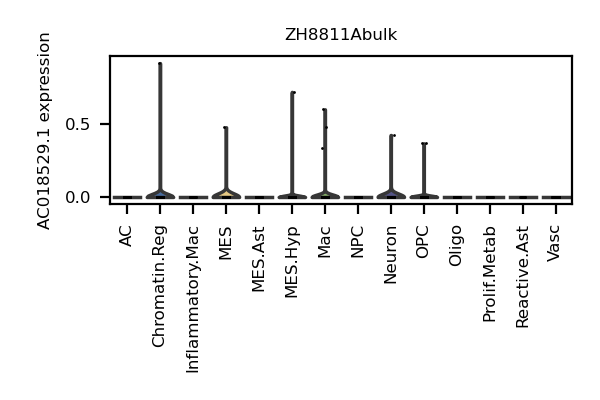 ZH8811Abulk
AC018529.1 expression
0.5
0.0
AC
Chromatin.Reg
Inflammatory.Mac
MES
MES.Ast
MES.Hyp
Mac
NPC
Neuron
OPC
Oligo
Prolif.Metab
Reactive.Ast
Vasc